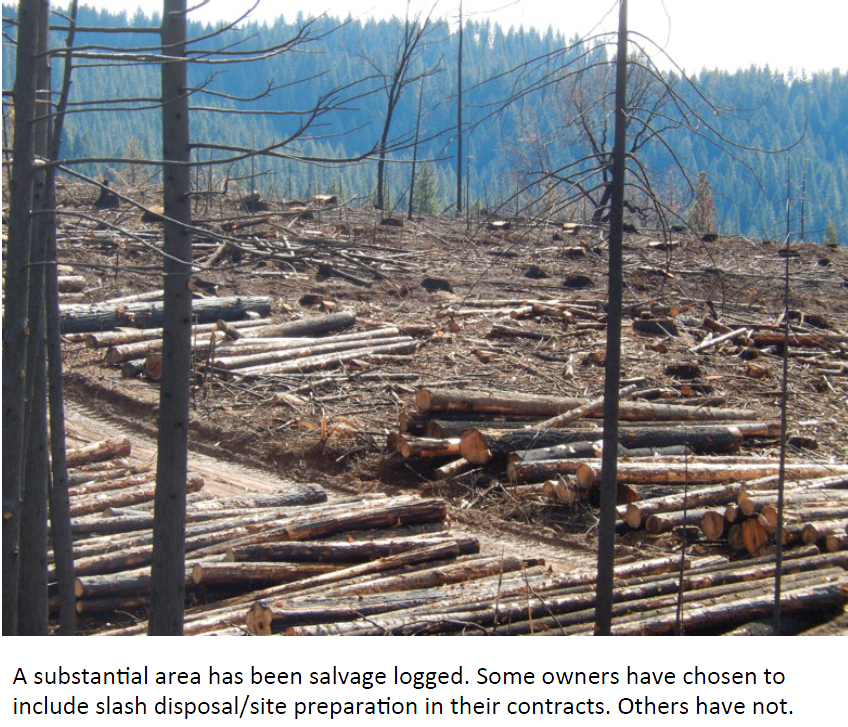 A substantial area has been salvage logged. Some owners have chosen to
include slash disposal/site preparation in their contracts. Others have not.